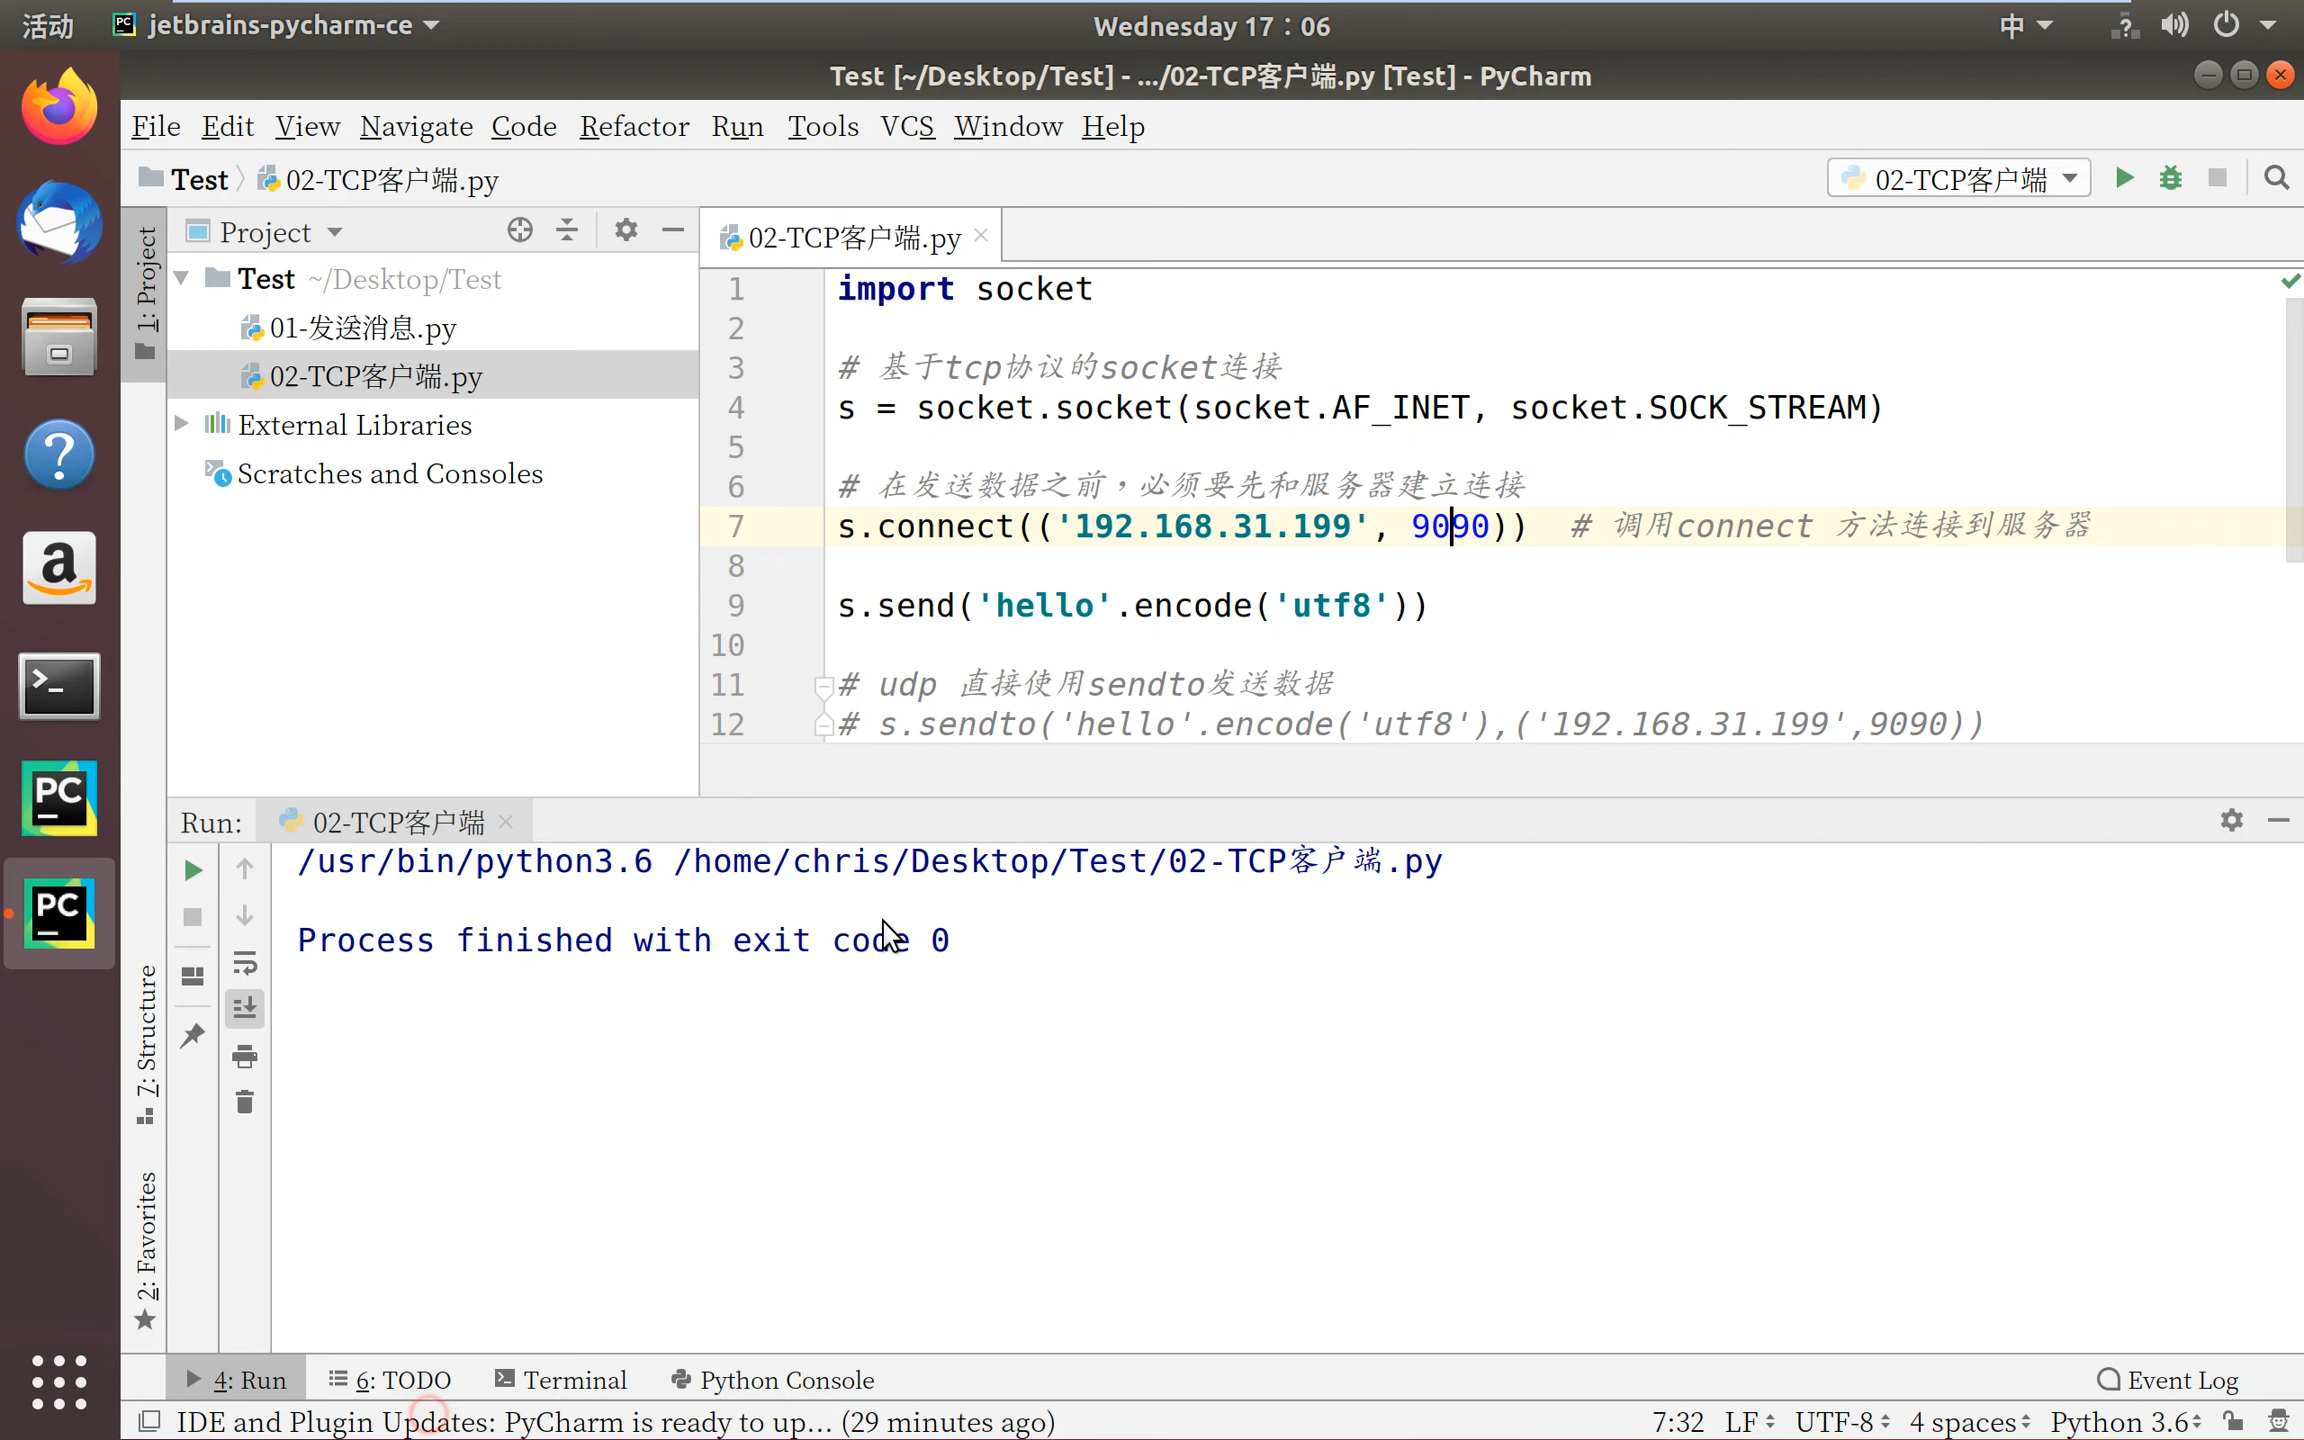 活动 jetbrains-pycharm-ce Wednesday 17：06 中
Test [~/Desktop/Test] - .../02-TCP客户端.py [Test] - PyCharm
File Edit View Navigate Code Refactor Run Tools VCS Window Help
Test 02-TCP客户端.py 02-TCP客户端
1: Project
Project
02-TCP客户端.py
Test ~/Desktop/Test
01-发送消息.py
02-TCP客户端.py
External Libraries
Scratches and Consoles
1 import socket
2
3 # 基于tcp协议的socket连接
4 s = socket.socket(socket.AF_INET, socket.SOCK_STREAM)
5
6 # 在发送数据之前，必须要先和服务器建立连接
7 s.connect(('192.168.31.199', 9090))  # 调用connect 方法连接到服务器
8
9 s.send('hello'.encode('utf8'))
10
11 # udp 直接使用sendto发送数据
12 # s.sendto('hello'.encode('utf8'),('192.168.31.199',9090))
Run: 02-TCP客户端
/usr/bin/python3.6 /home/chris/Desktop/Test/02-TCP客户端.py
Process finished with exit code 0
7: Structure
2: Favorites
4: Run 6: TODO Terminal Python Console Event Log
IDE and Plugin Updates: PyCharm is ready to up... (29 minutes ago) 7:32 LF UTF-8 4 spaces Python 3.6
a
PC
PC